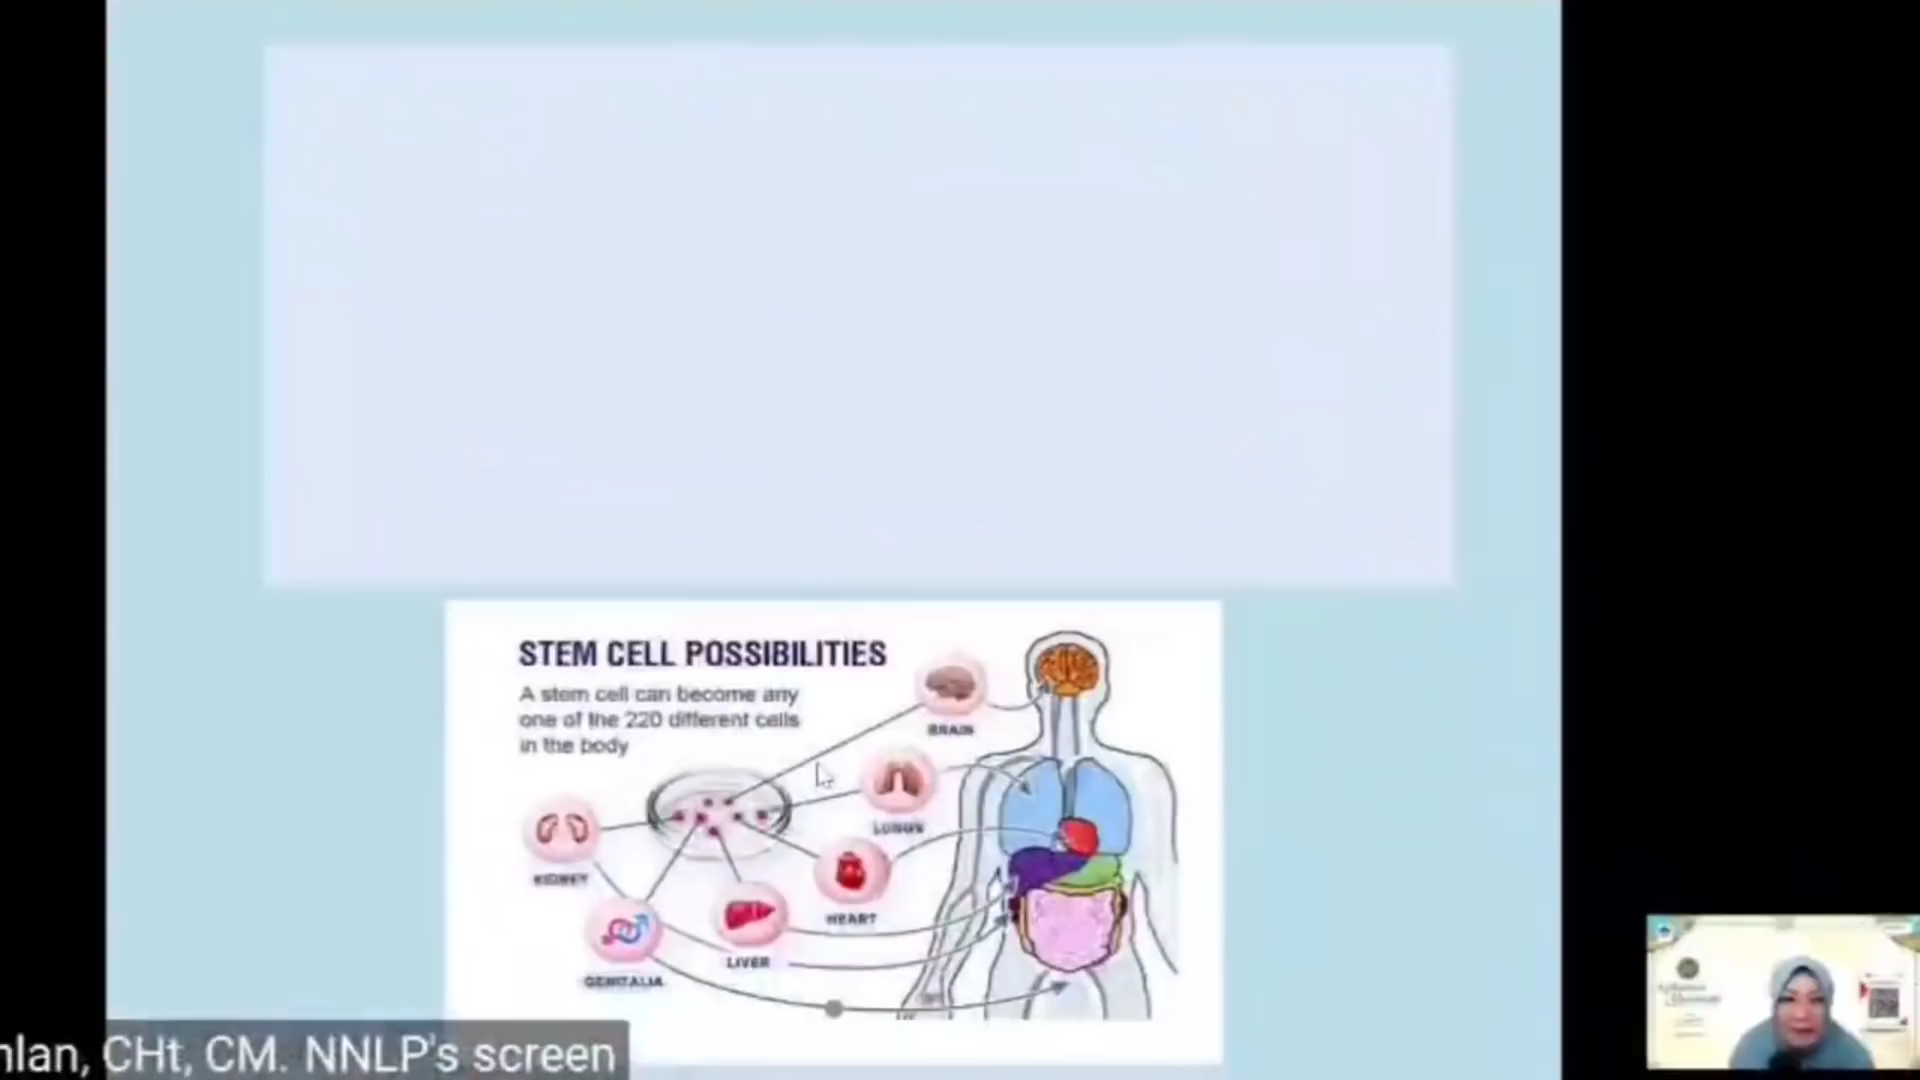 STEM CELL POSSIBILITIES
A stem cell can become any
one of the 220 different cells
in the body
BRAIN
LUNGS
KIDNEY
HEART
LIVER
GENITALIA
nlan, CHt, CM. NNLP's screen